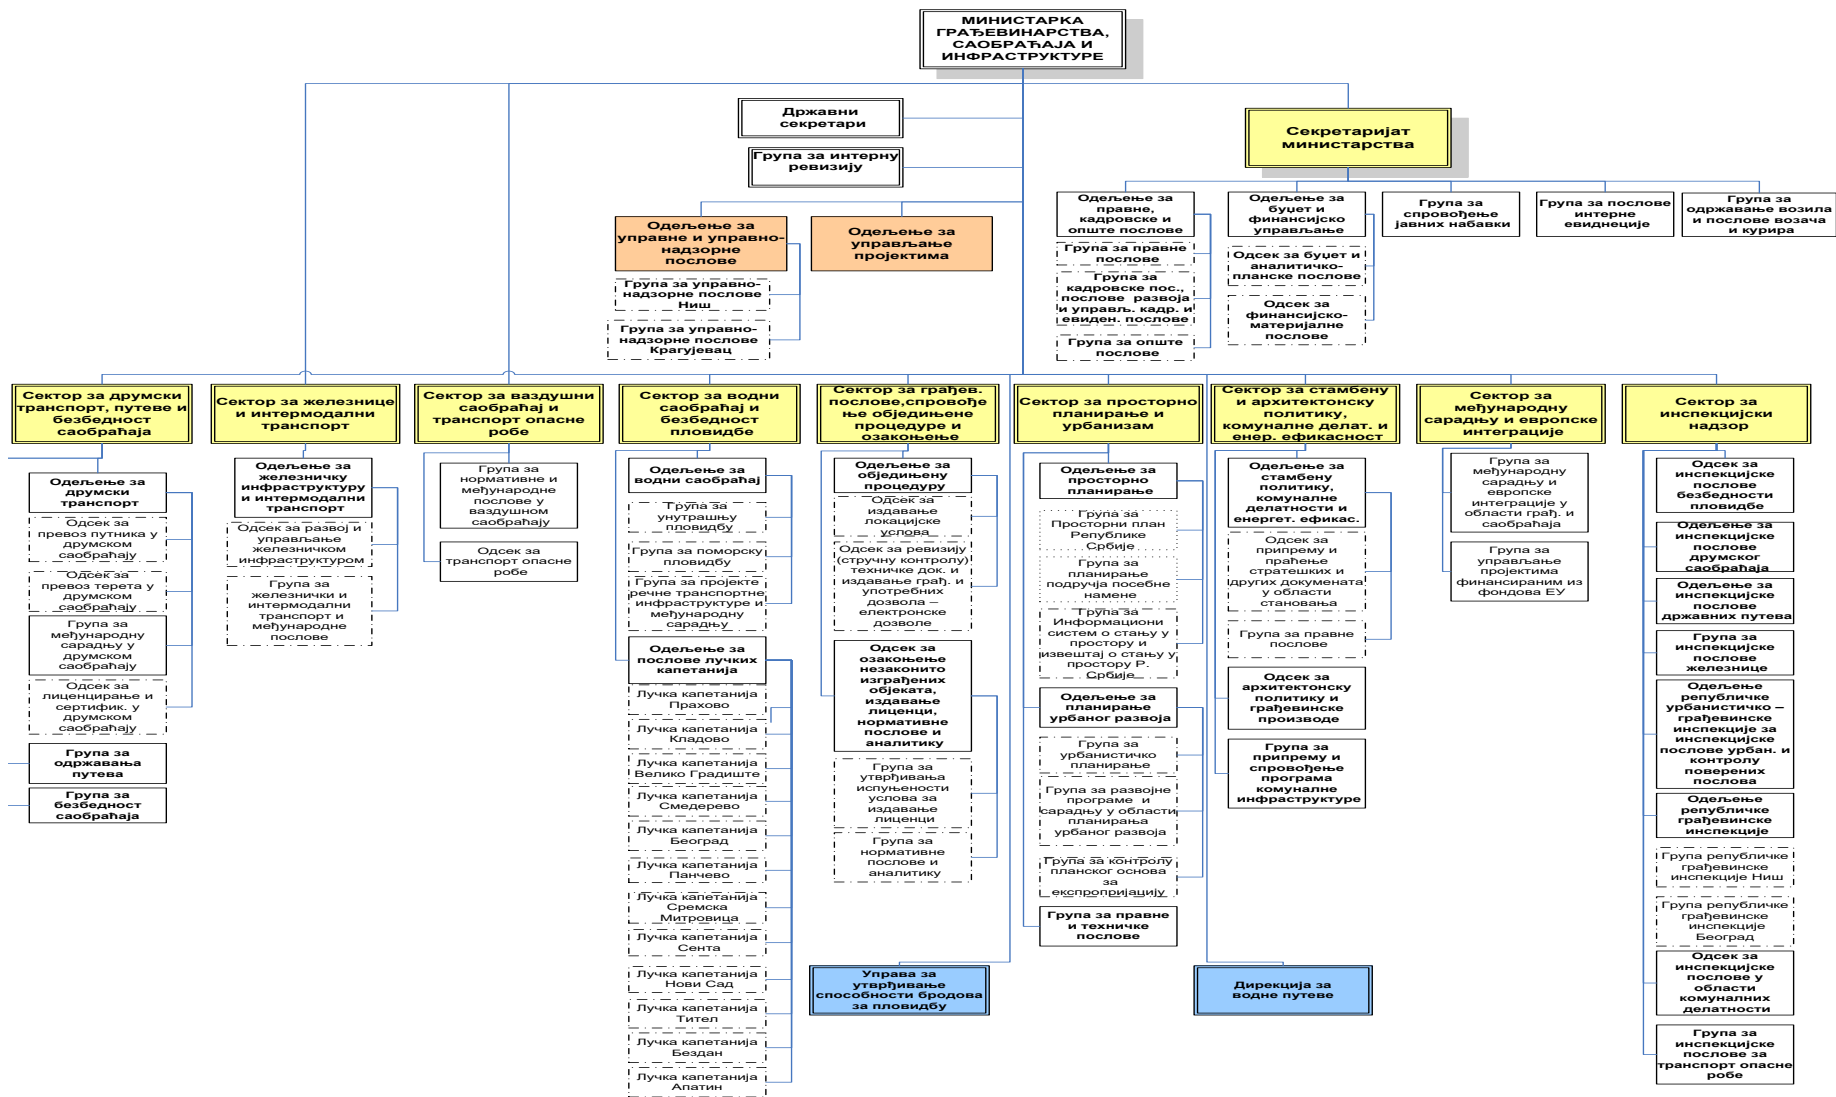 МИНИСТАРКА
ГРАЂЕВИНАРСТВА,
САОБРАЋАЈА И
ИНФРАСТРУКТУРЕ
Државни
секретари
Група за интерну
ревизију
Секретаријат
министарства
Одељење за
управне и управно-
надзорне
послове
Група за управно-
надзорне послове
Ниш
Група за управно-
надзорне послове
Крагујевац
Одељење за
управљање
пројектима
Одељење за
правне,
кадровске и
опште послове
Група за правне
послове
Група за
кадровске пос.,
послове развоја
и управљ. кадр. и
евиден. послове
Група за опште
послове
Одељење за
буџет и
финансијско
управљање
Одсек за буџет и
аналитичко-
планске послове
Одсек за
финансијско-
материјалне
послове
Група за
спровођење
јавних набавки
Група за послове
интерне
евиднеције
Група за
одржавање возила
и послове возача
и курира
Сектор за друмски
транспорт, путеве и
безбедност
саобраћаја
Одељење за
друмски
транспорт
Одсек за
превоз путника у
друмском
саобраћају
Одсек за
превоз терета у
друмском
саобраћају
Група за
међународну
сарадњу у
друмском
саобраћају
Одсек за
лиценцирање и
сертифик. у
друмском
саобраћају
Група за
одржавања
путева
Група за
безбедност
саобраћаја
Сектор за железнице
и интермодални
транспорт
Одељење за
железничку
инфраструктуру
и интермодални
транспорт
Одсек за развој и
управљање
железничком
инфраструктуром
Група за
железнички и
интермодални
транспорт и
међународне
послове
Сектор за ваздушни
саобраћај и
транспорт опасне
робе
Група за
нормативне и
међународне
послове у
ваздушном
саобраћају
Одсек за
транспорт опасне
робе
Сектор за водни
саобраћај и
безбедност
пловидбе
Одељење за
водни саобраћај
Група за
унутрашњу
пловидбу
Група за поморску
пловидбу
Група за пројекте
речне транспортне
инфраструктуре и
међународну
сарадњу
Одељење за
послове лучких
капетанија
Лучка капетанија
Прахово
Лучка капетанија
Кладово
Лучка капетанија
Велико Градиште
Лучка капетанија
Смедерево
Лучка капетанија
Београд
Лучка капетанија
Панчево
Лучка капетанија
Сремска
Митровица
Лучка капетанија
Сента
Лучка капетанија
Нови Сад
Лучка капетанија
Тител
Лучка капетанија
Бездан
Лучка капетанија
Апатин
Сектор за грађев.
послове,спровође
ње обједињене
процедуре и
озакоњење
Одељење за
обједињену
процедуру
Одсек за
издавање
локацијске
услова
Одсек за ревизију
(стручну контролу)
техничке док. и
издавање грађ. и
употребних
дозвола –
електронске
дозволе
Одсек за
озакоњење
незаконито
изграђених
објеката,
издавање
лиценци,
нормативне
послове и
аналитику
Група за
утврђивања
испуњености
услова за
издавање
лиценци
Група за
нормативне
послове и
аналитику
Управа за
утврђивање
способности бродова
за пловидбу
Сектор за просторно
планирање и
урбанизам
Одељење за
просторно
планирање
Група за
Просторни план
Републике
Србије
Група за
планирање
подручја посебне
намене
Група за
Информациони
систем о стању у
простору и
извештај о стању у
простору Р.
Србије
Одељење за
планирање
урбаног развоја
Група за
урбанистичко
планирање
Група за развојне
програме и
сарадњу у области
планирања
урбаног развоја
Група за контролу
планског основа
за
експропријацију
Група за правне
и техничке
послове
Сектор за стамбену
и архитектонску
политику,
комуналне делат. и
енер. ефикасност
Одељење за
стамбену
политику,
комуналне
делатности и
енергет. ефикас.
Одсек за
припрему и
праћење
стратешких и
других докумената
у области
становања
Група за правне
послове
Одсек за
архитектонску
политику и
грађевинске
производе
Група за
припрему и
спровођење
програма
комуналне
инфраструктуре
Дирекција за
водне путеве
Сектор за
међународну
сарадњу и европске
интеграције
Група за
међународну
сарадњу и
европске
интеграције у
области грађ. и
саобраћаја
Група за
управљање
пројектима
финансираним из
фондова ЕУ
Сектор за
инспекцијски
надзор
Одсек за
инспекцијске
послове
безбедности
пловидбе
Одељење за
инспекцијске
послове
друмског
саобраћаја
Одељење за
инспекцијске
послове
државних путева
Група за
инспекцијске
послове
железнице
Одељење
републичке
урбанистичко –
грађевинске
инспекције за
инспекцијске
послове урбан. и
контролу
поверених
послова
Одељење
републичке
грађевинске
инспекције
Група републичке
грађевинске
инспекције Ниш
Група републичке
грађевинске
инспекције
Београд
Одсек за
инспекцијске
послове у
области
комуналних
делатности
Група за
инспекцијске
послове за
транспорт опасне
робе